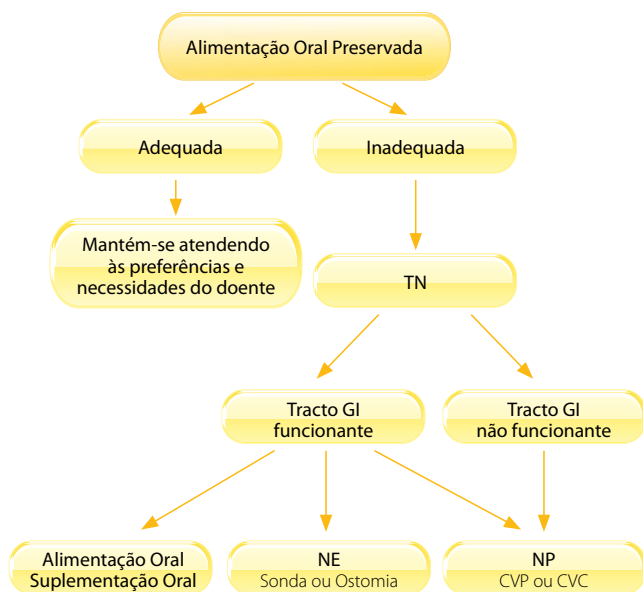 Alimentação Oral Preservada
Adequada
Inadequada
Mantém-se atendendo
às preferências e
necessidades do doente
TN
Tracto GI
funcionante
Tracto GI
não funcionante
Alimentação Oral
Suplementação Oral
NE
Sonda ou Ostomia
NP
CVP ou CVC